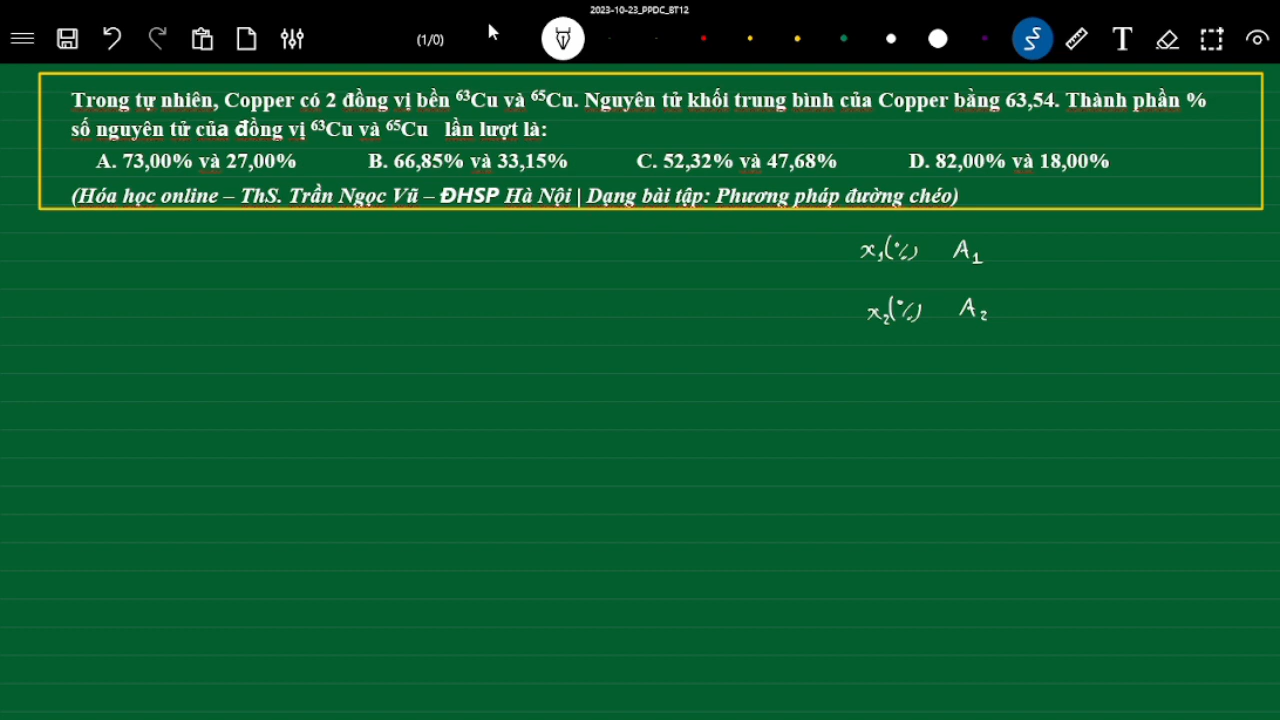 2023-10-23_PPDC_BT12
(1/0)
T
Trong tự nhiên, Copper có 2 đồng vị bền ⁶³Cu và ⁶⁵Cu. Nguyên tử khối trung bình của Copper bằng 63,54. Thành phần %
số nguyên tử của đồng vị ⁶³Cu và ⁶⁵Cu lần lượt là:
A. 73,00% và 27,00% B. 66,85% và 33,15% C. 52,32% và 47,68% D. 82,00% và 18,00%
(Hóa học online – ThS. Trần Ngọc Vũ – ĐHSP Hà Nội | Dạng bài tập: Phương pháp đường chéo)
x₁(%) A₁
x₂(%) A₂